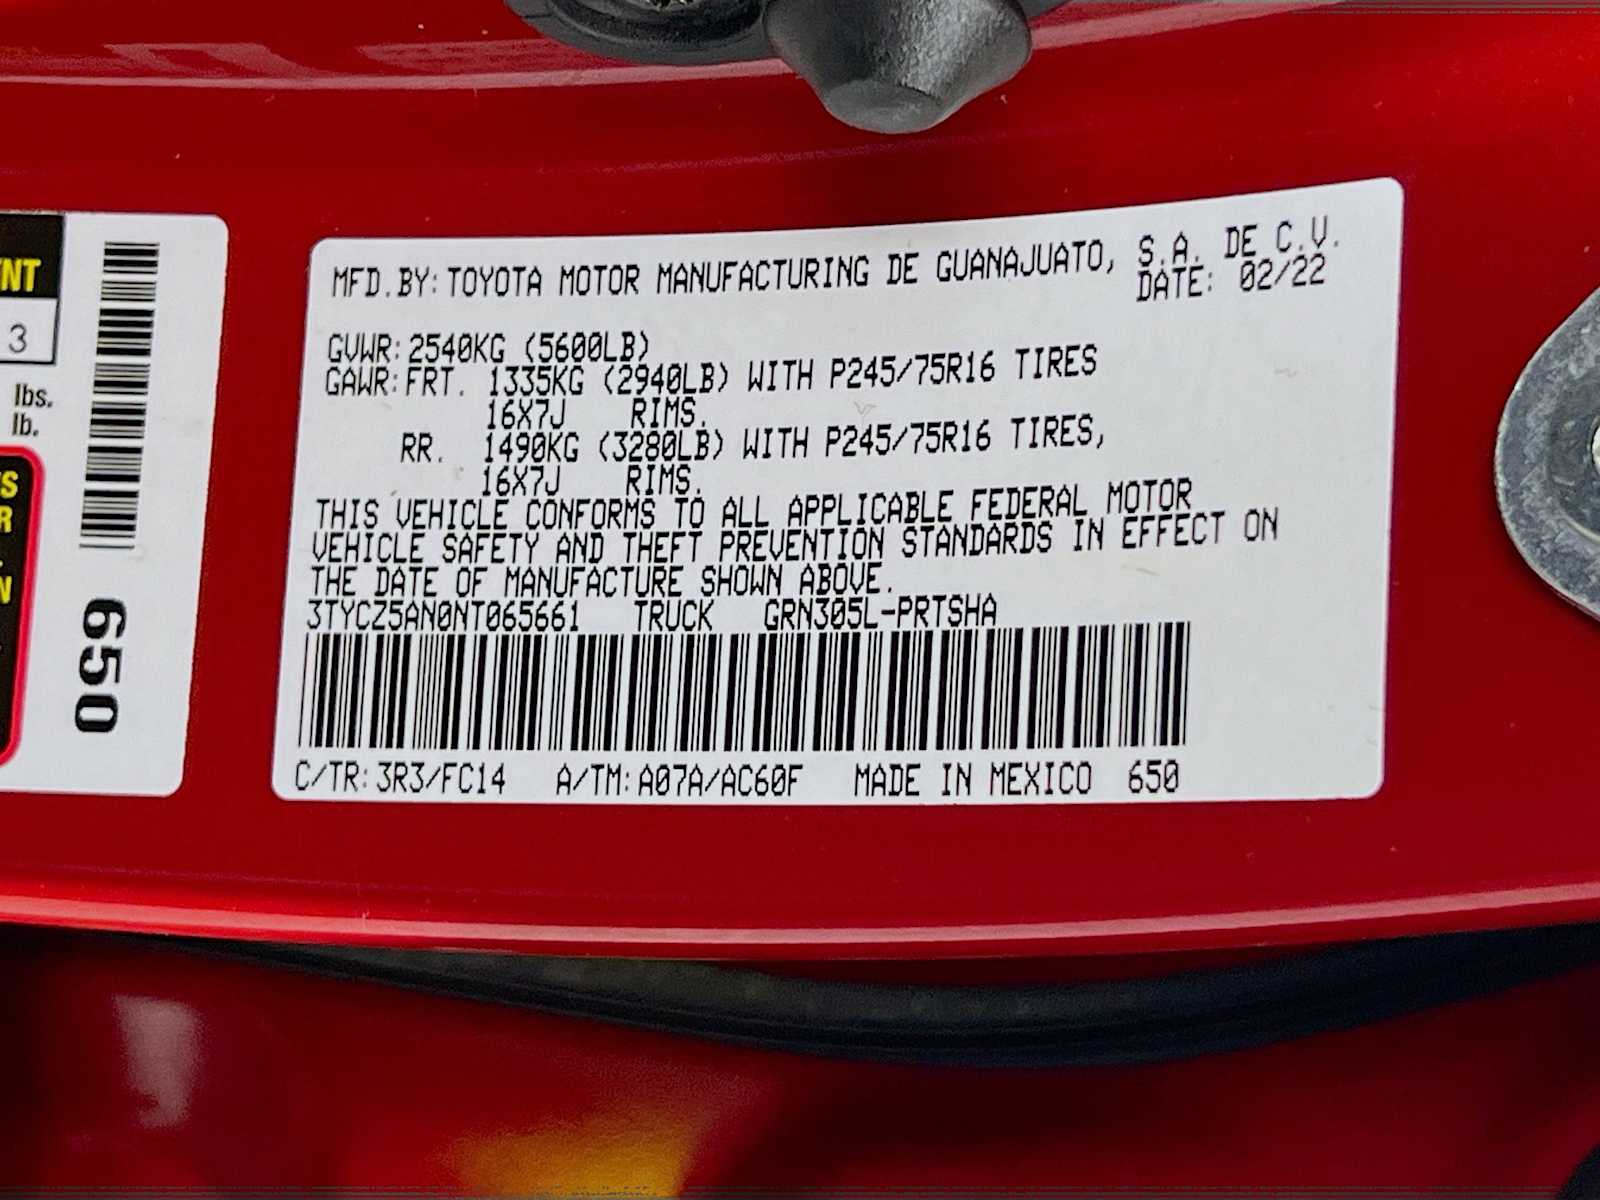 NT
3
lbs.
lb.
S
R
N
650
MFD.BY:TOYOTA MOTOR MANUFACTURING DE GUANAJUATO, S.A. DE C.V.
DATE: 02/22
GVWR:2540KG (5600LB)
GAWR:FRT. 1335KG (2940LB) WITH P245/75R16 TIRES
16X7J RIMS.
RR. 1490KG (3280LB) WITH P245/75R16 TIRES,
16X7J RIMS.
THIS VEHICLE CONFORMS TO ALL APPLICABLE FEDERAL MOTOR
VEHICLE SAFETY AND THEFT PREVENTION STANDARDS IN EFFECT ON
THE DATE OF MANUFACTURE SHOWN ABOVE.
3TYCZ5AN0NT065661 TRUCK GRN305L-PRTSHA
C/TR:3R3/FC14 A/TM:A07A/AC60F MADE IN MEXICO 650